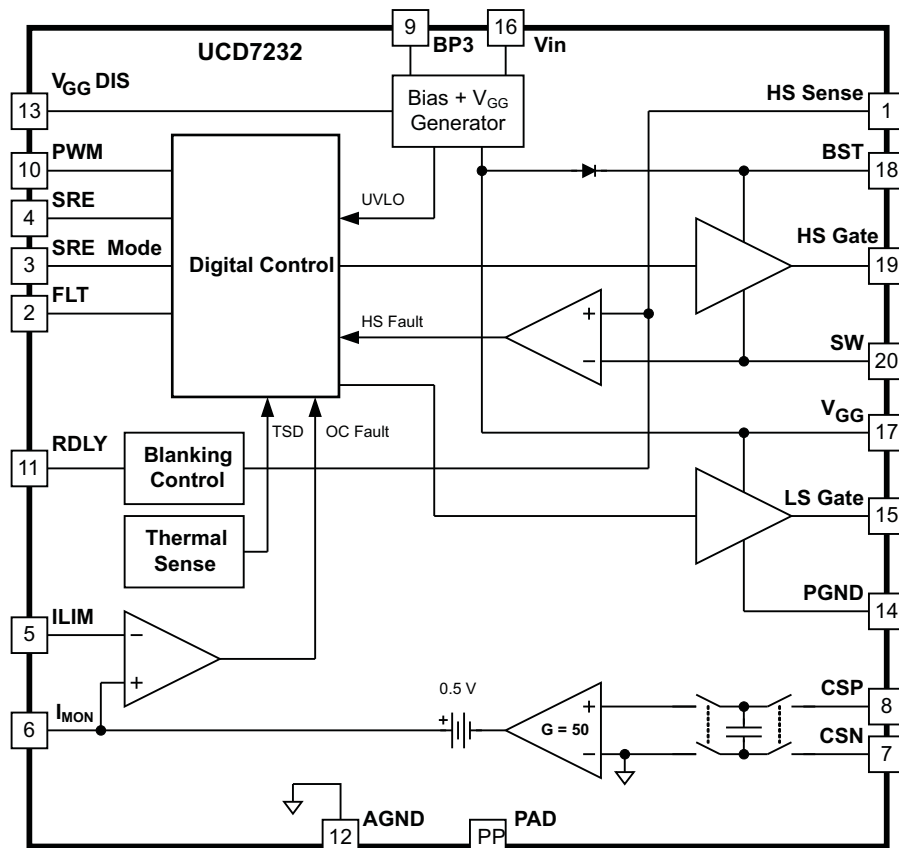 9
BP3
16
Vin
UCD7232
VGG DIS
13
Bias + VGG
Generator
HS Sense
1
PWM
10
BST
18
SRE
4
UVLO
HS Gate
19
SRE Mode
3
Digital Control
FLT
2
HS Fault
+
−
SW
20
TSD
OC Fault
VGG
17
RDLY
11
Blanking
Control
LS Gate
15
Thermal
Sense
PGND
14
ILIM
5
−
+
0.5 V
+
IMON
6
G = 50
+
−
CSP
8
CSN
7
AGND
12
PAD
PP